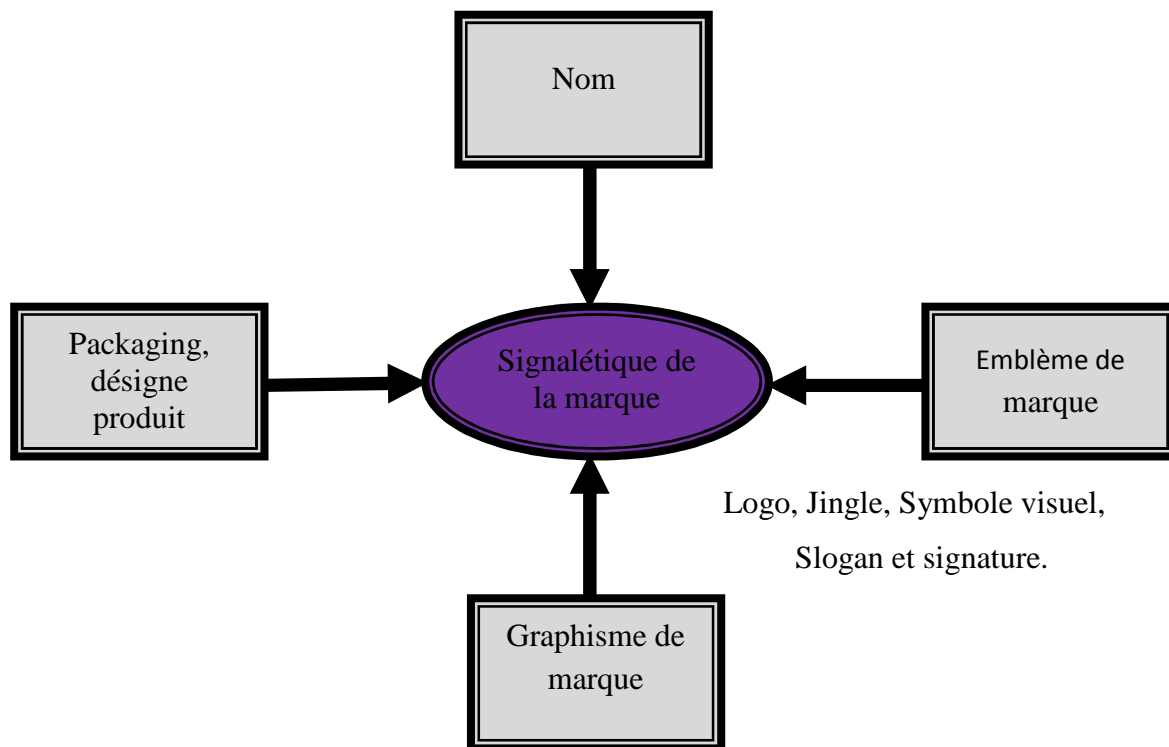 Nom
Packaging,
désigne
produit
Signalétique de
la marque
Emblème de
marque
Logo, Jingle, Symbole visuel,
Slogan et signature.
Graphisme de
marque